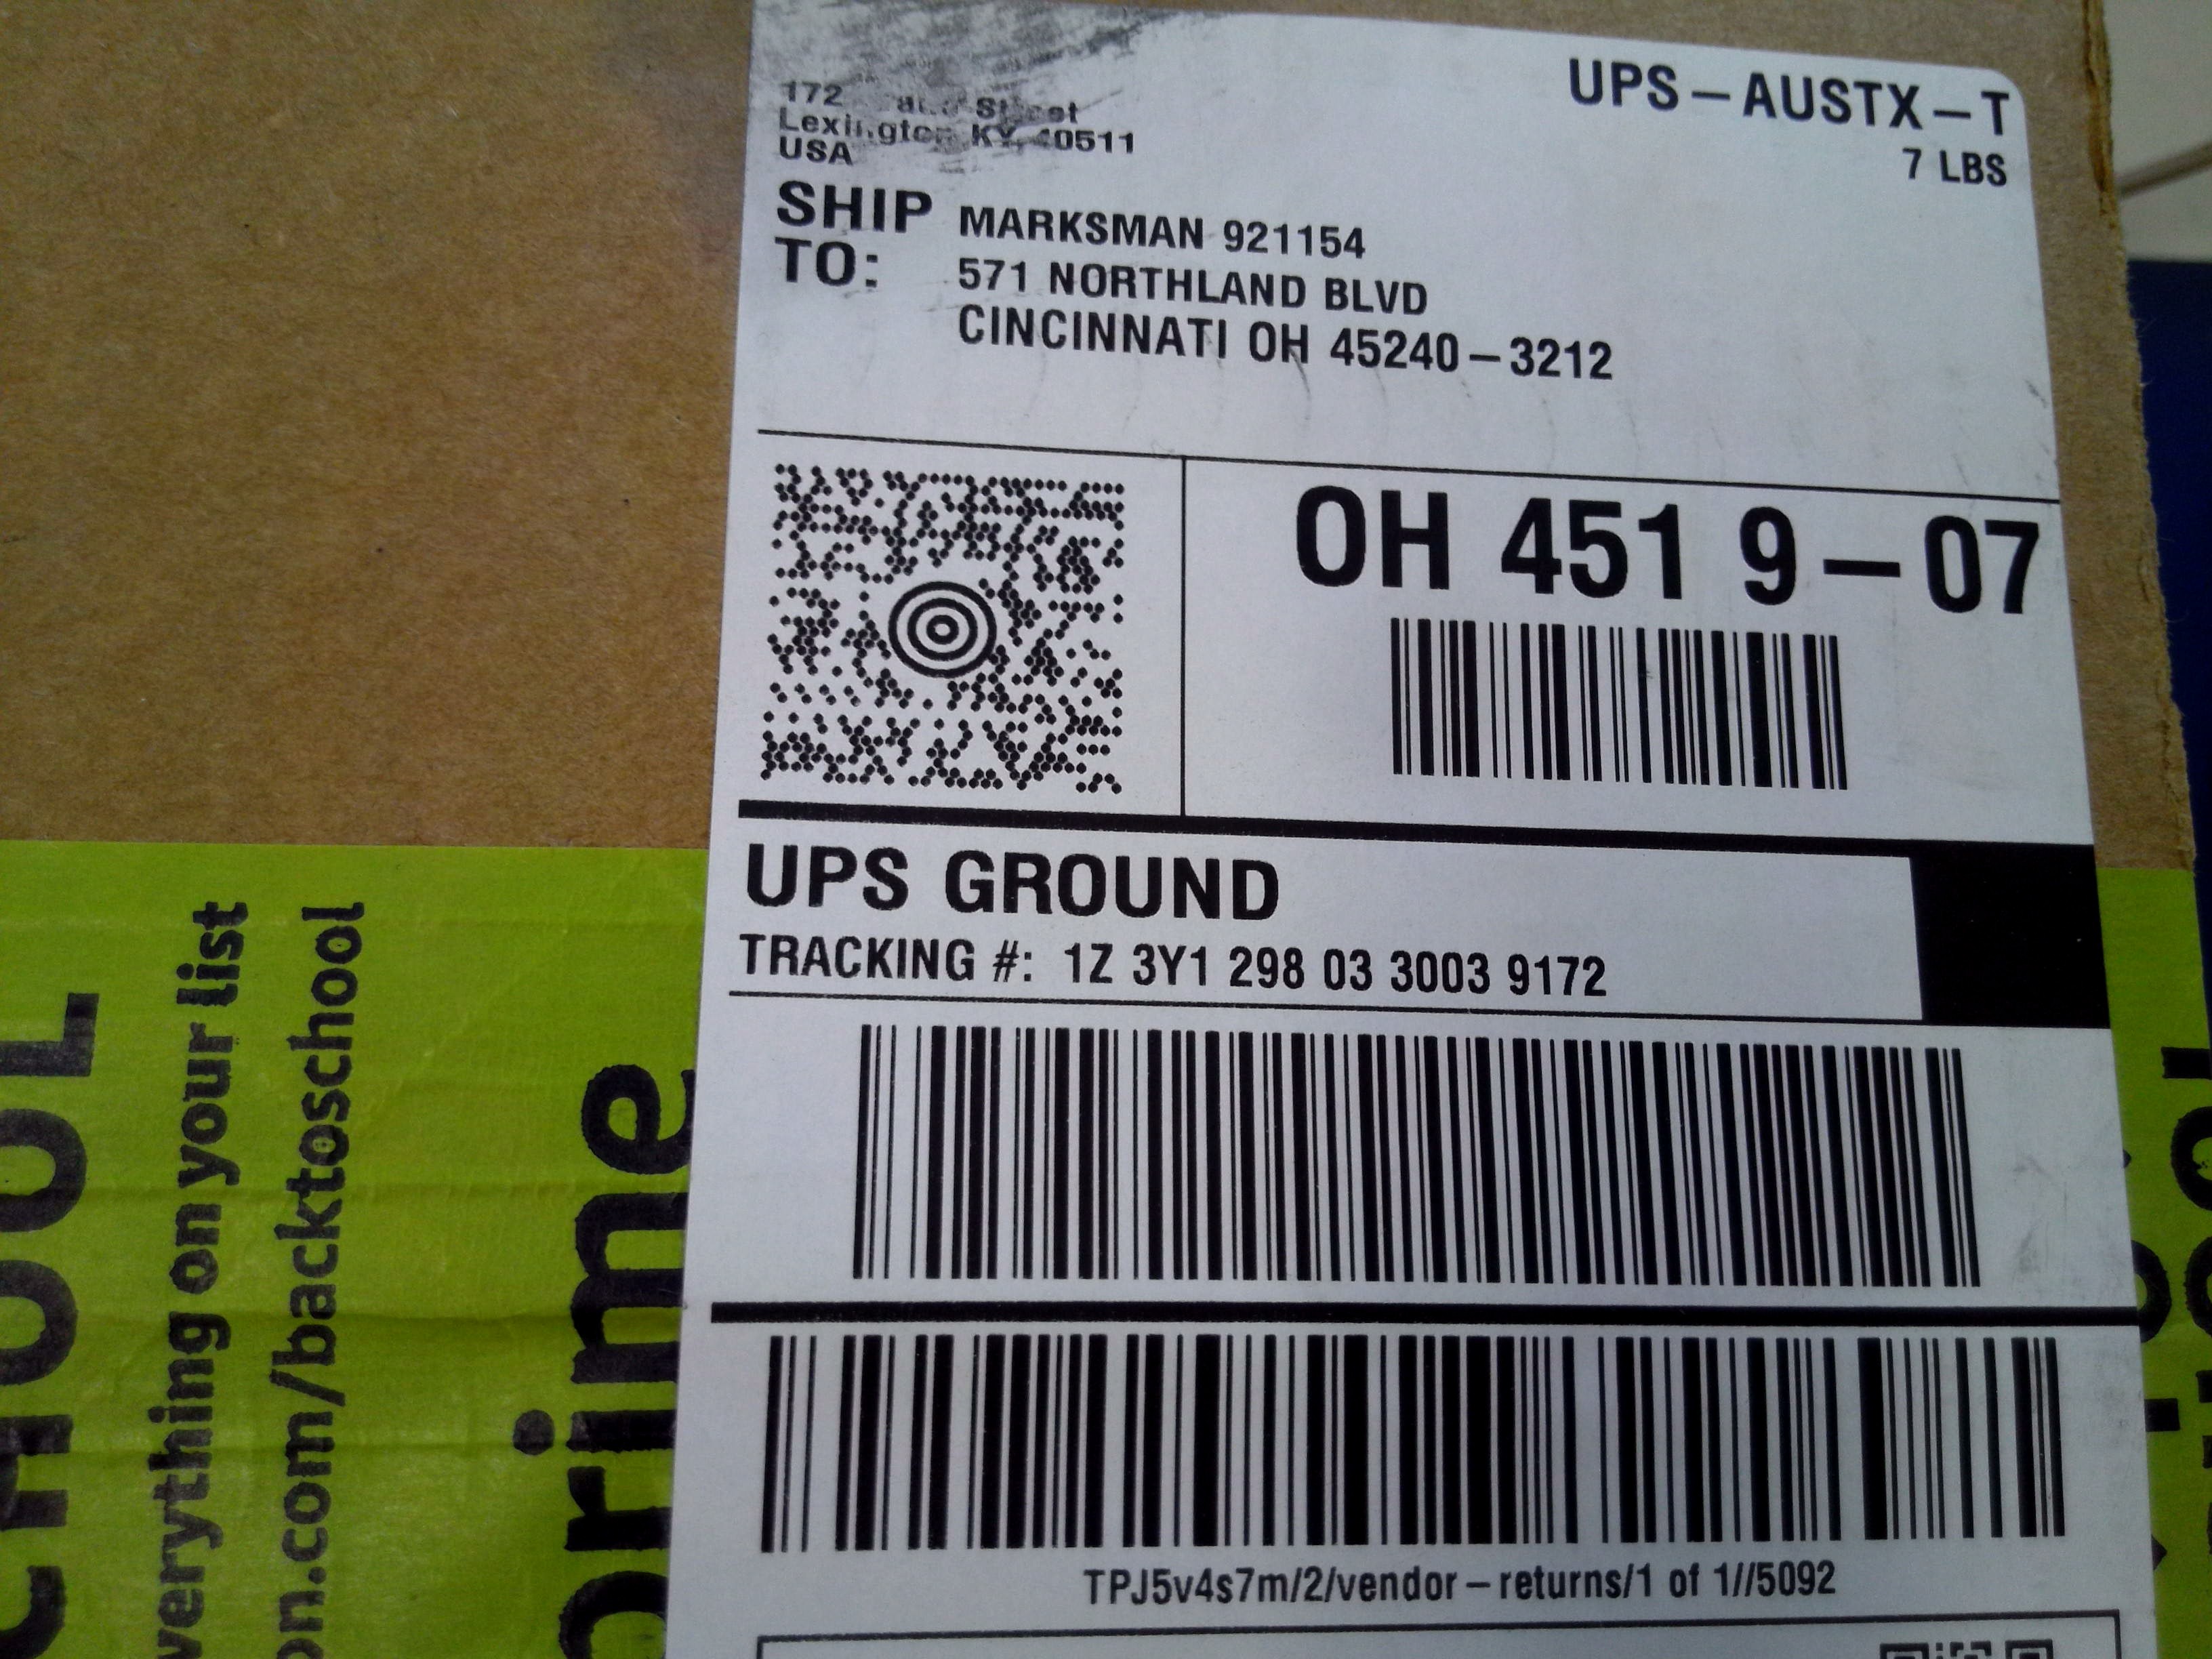 172 Street
Lexington KY 40511
USA
UPS-AUSTX-T
7 LBS
SHIP TO:
MARKSMAN 921154
571 NORTHLAND BLVD
CINCINNATI OH 45240-3212
OH 451 9-07
UPS GROUND
TRACKING #: 1Z 3Y1 298 03 3003 9172
TPJ5v4s7m/2/vendor-returns/1 of 1//5092
verything on your list
on.com/backtoschool
prime